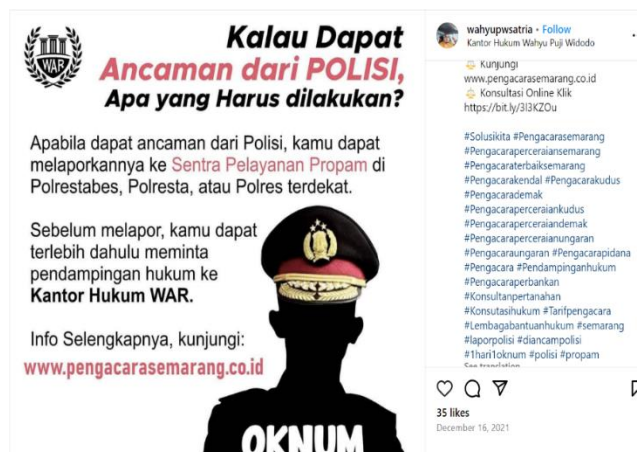 WAR
Kalau Dapat
Ancaman dari POLISI,
Apa yang Harus dilakukan?
Apabila dapat ancaman dari Polisi, kamu dapat
melaporkannya ke Sentra Pelayanan Propam di
Polrestabes, Polresta, atau Polres terdekat.
Sebelum melapor, kamu dapat
terlebih dahulu meminta
pendampingan hukum ke
Kantor Hukum WAR.
Info Selengkapnya, kunjungi:
www.pengacarasemarang.co.id
OKNUM
wahyupwsatria • Follow
Kantor Hukum Wahyu Puji Widodo
Kunjungi
www.pengacarasemarang.co.id
Konsultasi Online Klik
https://bit.ly/3l3KZOu
#Solusikita #Pengacarasemarang
#Pengacaraperceraiansemarang
#Pengacaraterbaiksemarang
#Pengacarakendal #Pengacarakudus
#Pengacarademak
#Pengacaraperceraiankudus
#Pengacaraperceraiandemak
#Pengacaraperceraianungaran
#Pengacaraungaran #Pengacarapidana
#Pengacara #Pendampinganhukum
#Pengacaraperbankan
#Konsultanpertanahan
#Konsutasihukum #Tarifpengacara
#Lembagabantuanhukum #semarang
#laporpolisi #diancampolisi
#1hari1oknum #polisi #propam
See translation
35 likes
December 16, 2021